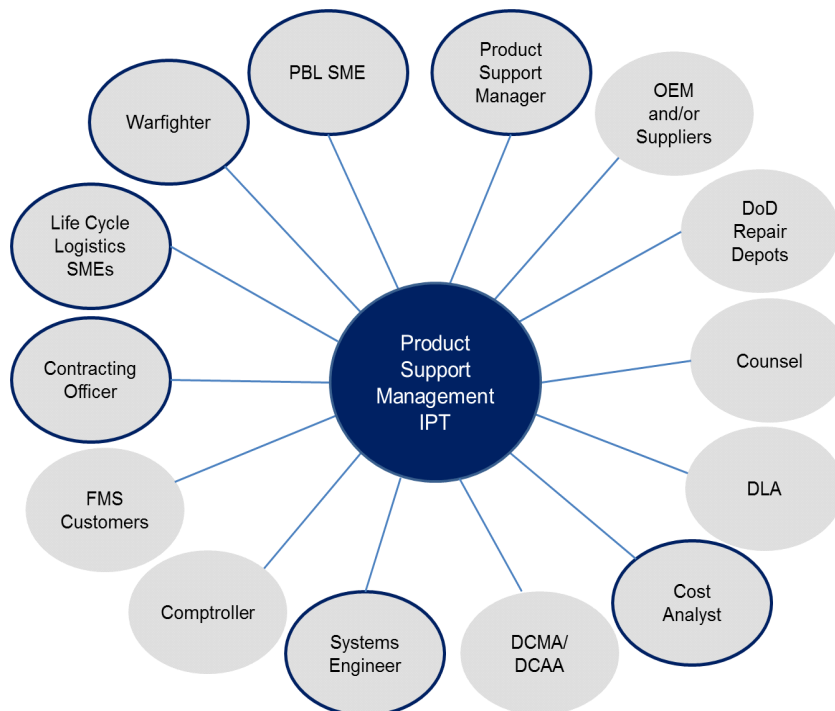 PBL SME
Product
Support
Manager
OEM
and/or
Suppliers
Warfighter
DoD
Repair
Depots
Life Cycle
Logistics
SMEs
Product
Support
Management
IPT
Counsel
Contracting
Officer
DLA
FMS
Customers
Cost
Analyst
Comptroller
Systems
Engineer
DCMA/
DCAA